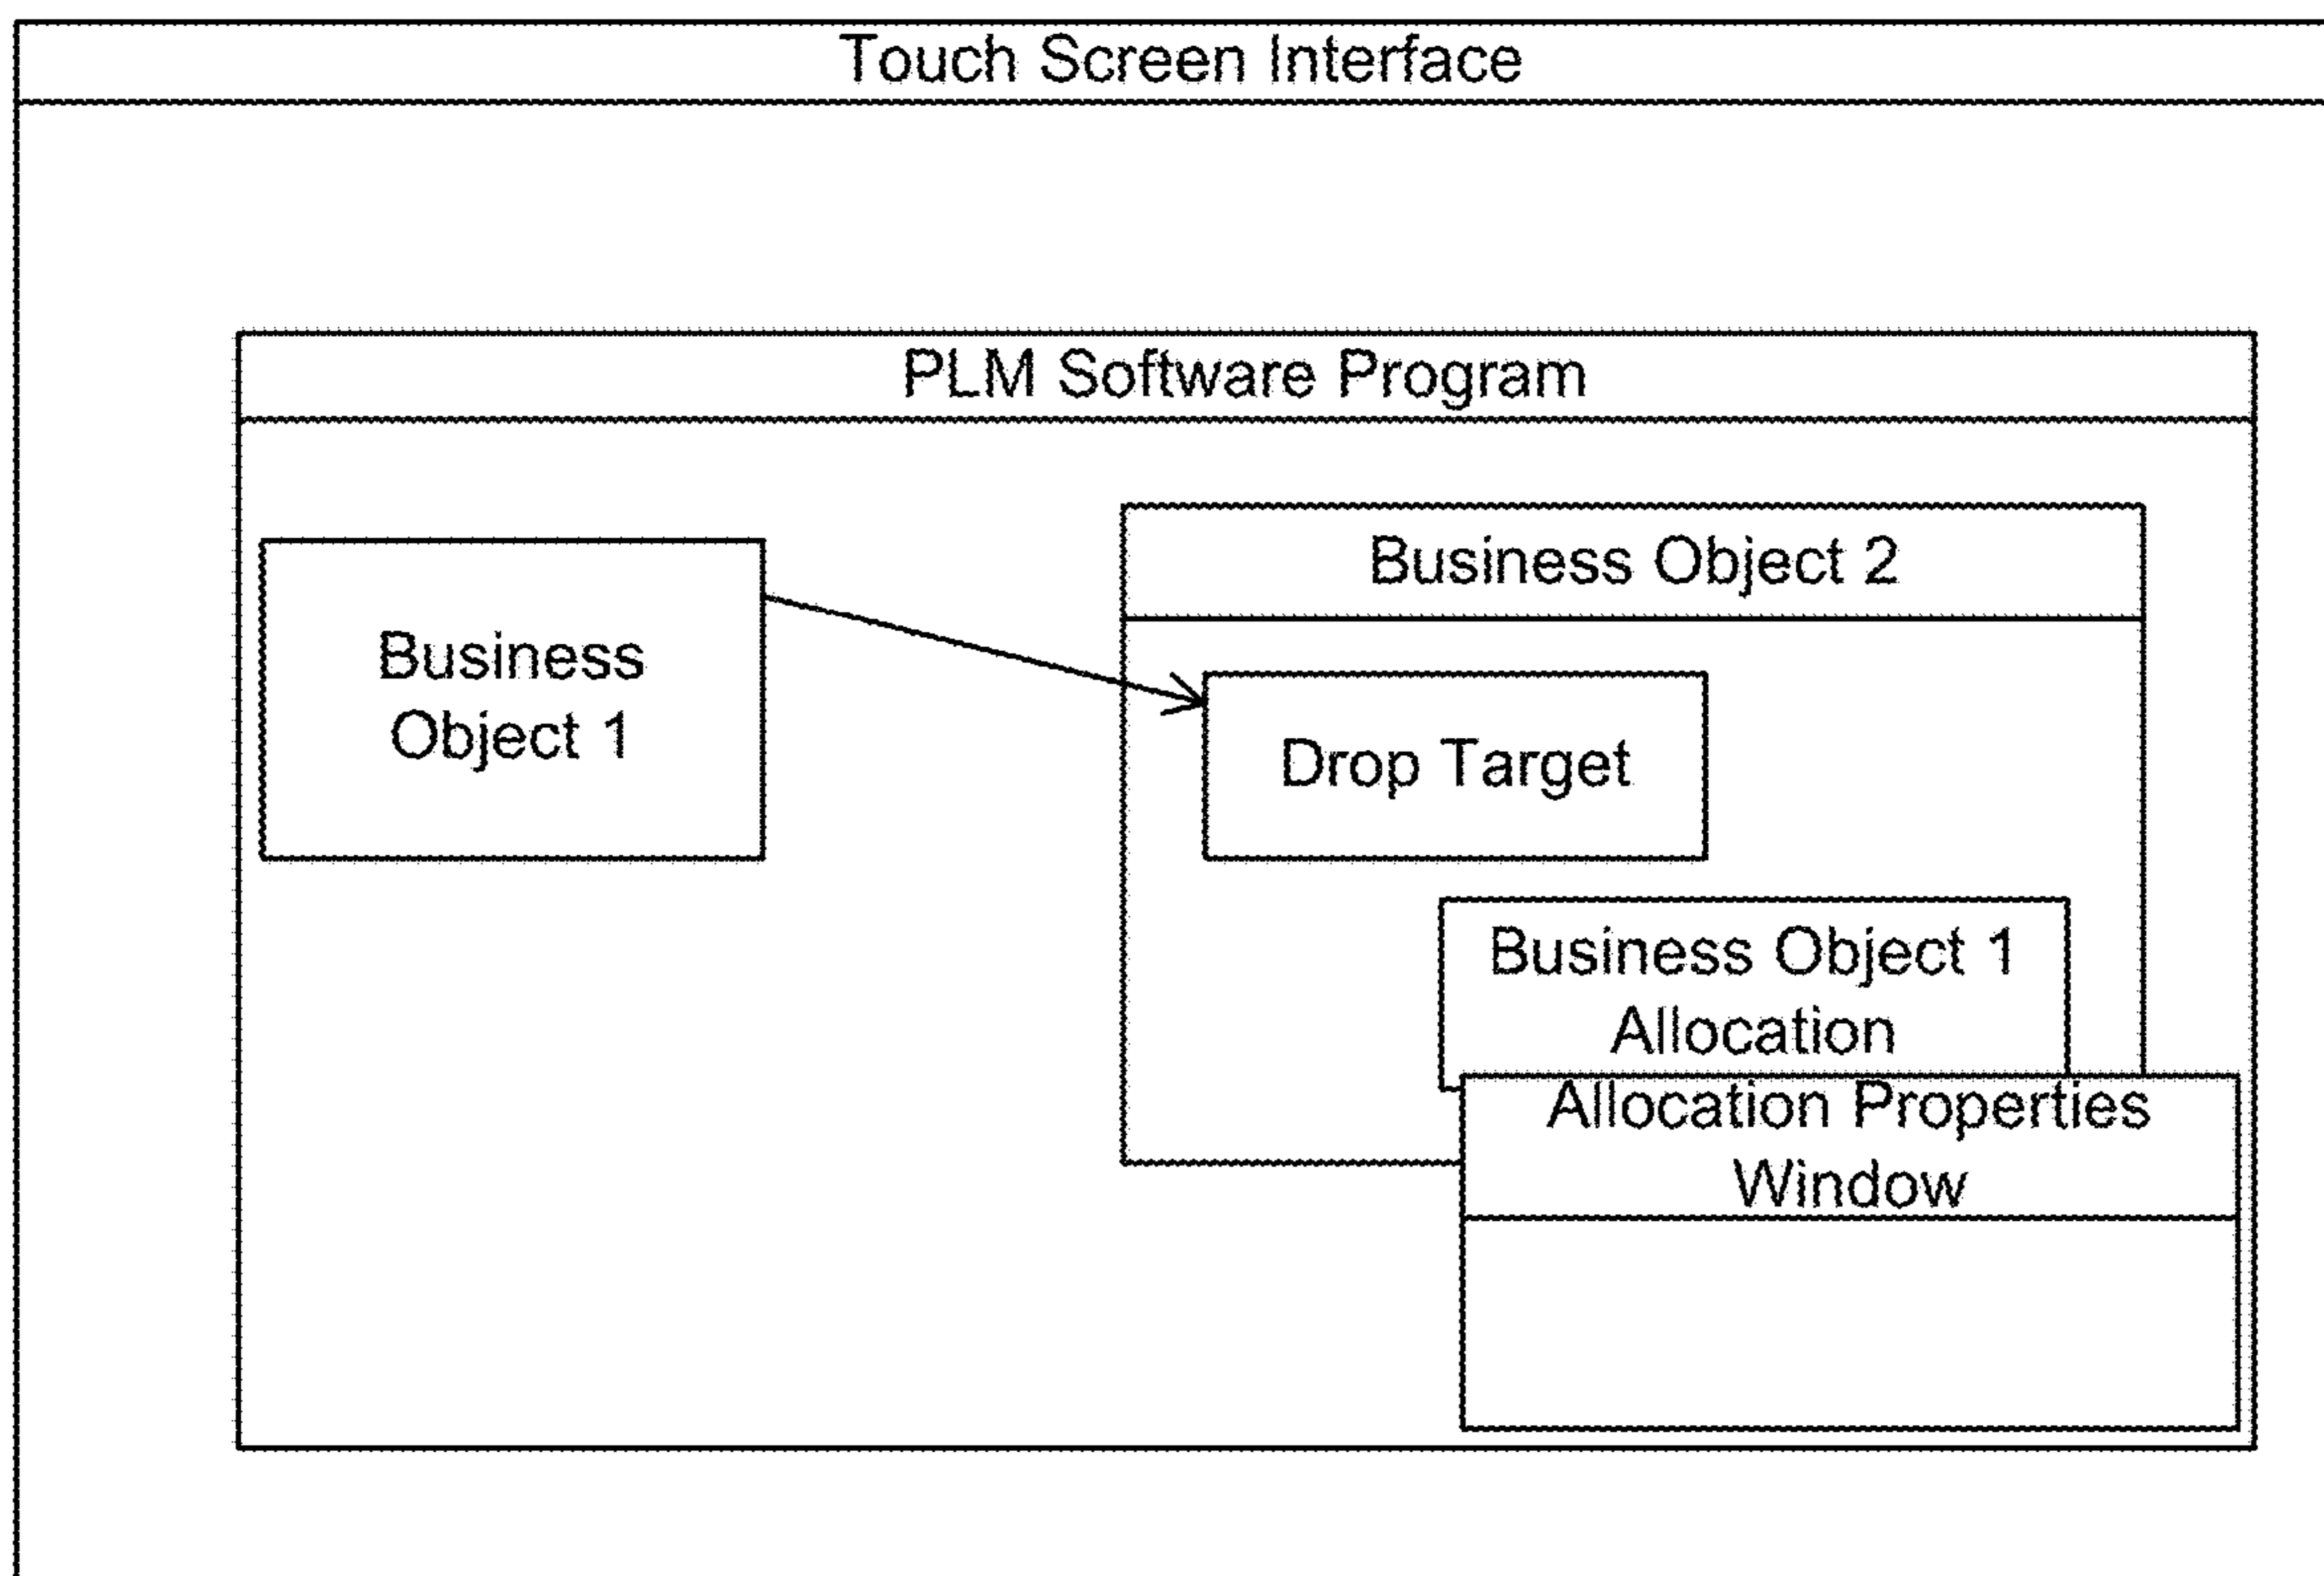 Touch Screen Interface
PLM Software Program
Business
Object 1
Business Object 2
Drop Target
Business Object 1
Allocation
Allocation Properties
Window